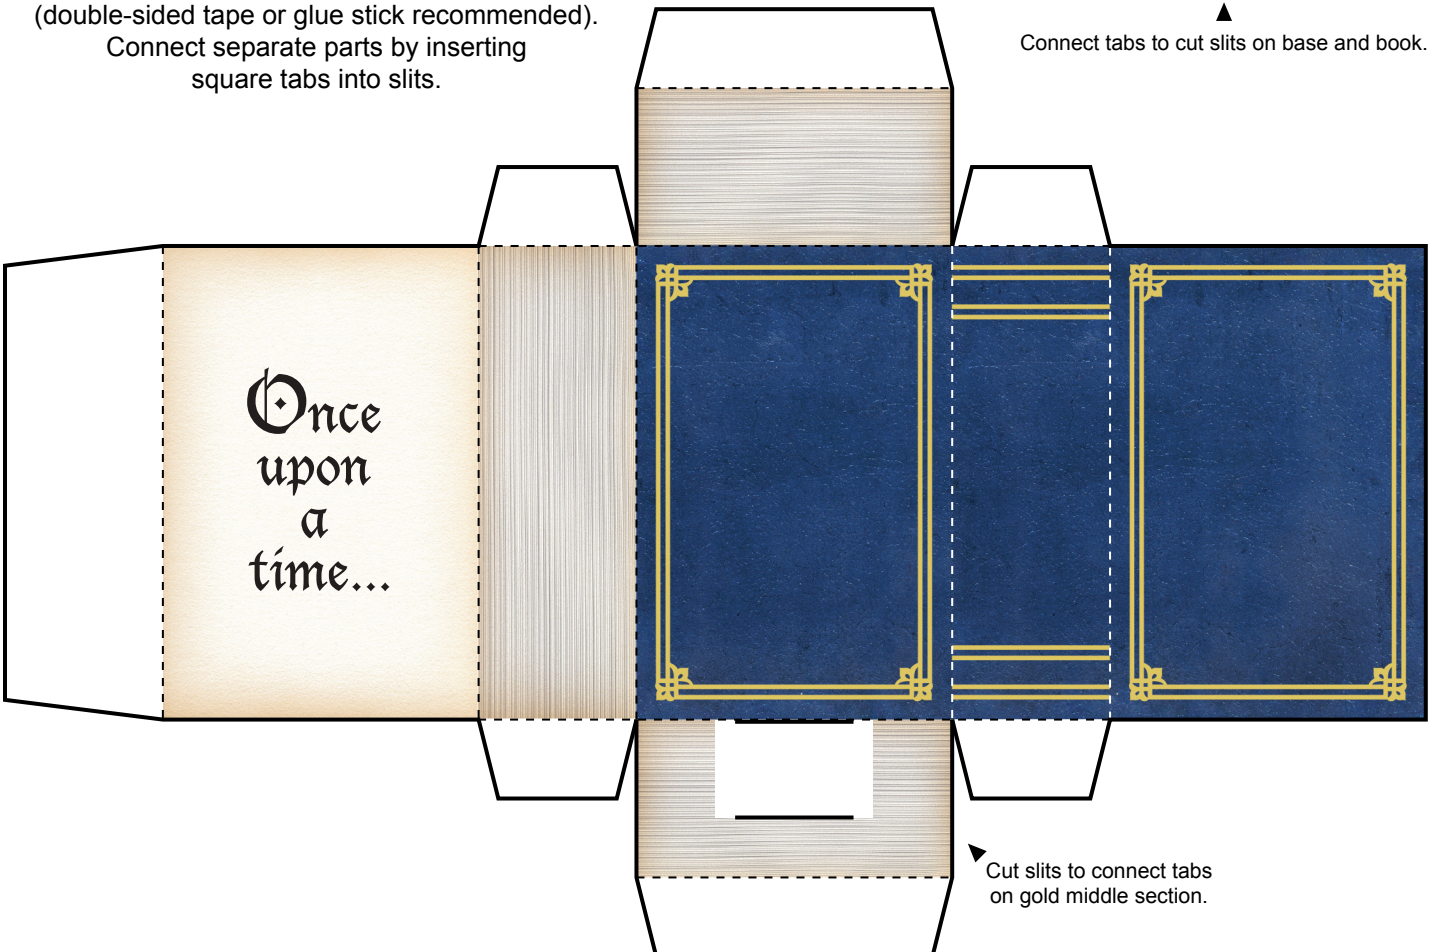 (double-sided tape or glue stick recommended).
Connect separate parts by inserting
square tabs into slits.
Connect tabs to cut slits on base and book.
Once
upon
a
time...
Cut slits to connect tabs
on gold middle section.